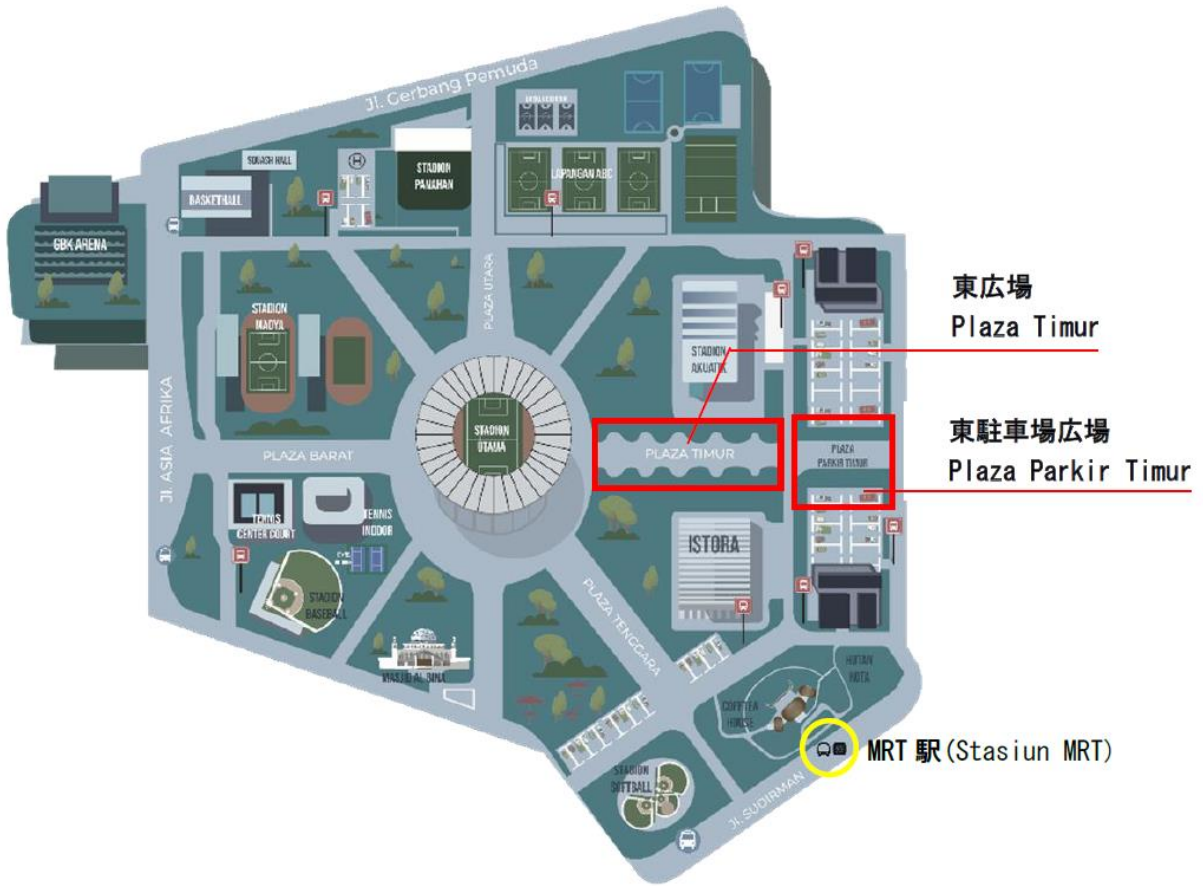 Jl. Gerbang Pemuda
SQUASH HALL
H
STADION
PANAHAN
LAPANGAN ABC
BASKETHALL
GBK ARENA
PLAZA UTARA
STADION
MADYA
STADION
AKUATIK
東広場
Plaza Timur
JL. ASIA AFRIKA
STADION
UTAMA
PLAZA BARAT
PLAZA TIMUR
PLAZA
PARKIR TIMUR
東駐車場広場
Plaza Parkir Timur
TENNIS
CENTER COURT
TENNIS
INDOOR
ISTORA
STADION
BASEBALL
PLAZA TENGGARA
MASJID AL BINA
HUTAN
KOTA
COFFTEA
HOUSE
MRT 駅(Stasiun MRT)
STADION
SOFTBALL
JL. SUDIRMAN